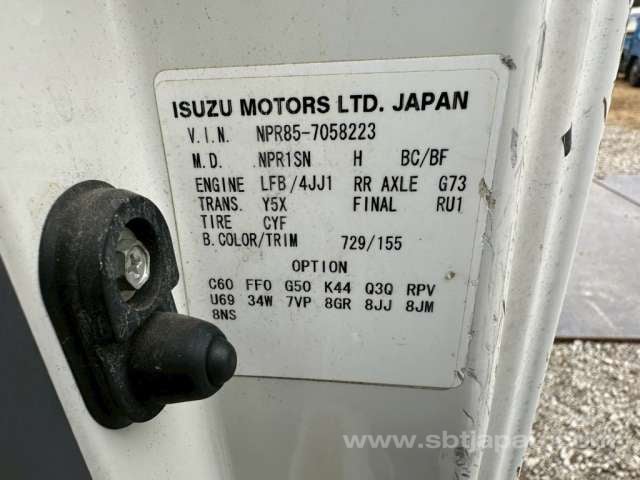 ISUZU MOTORS LTD. JAPAN
V.I.N. NPR85-7058223
M.D. NPR1SN H BC/BF
ENGINE LFB/4JJ1 RR AXLE G73
TRANS. Y5X FINAL RU1
TIRE CYF
B.COLOR/TRIM 729/155
OPTION
C60 FF0 G50 K44 Q3Q RPV
U69 34W 7VP 8GR 8JJ 8JM
8NS
www.sbtjapan.com